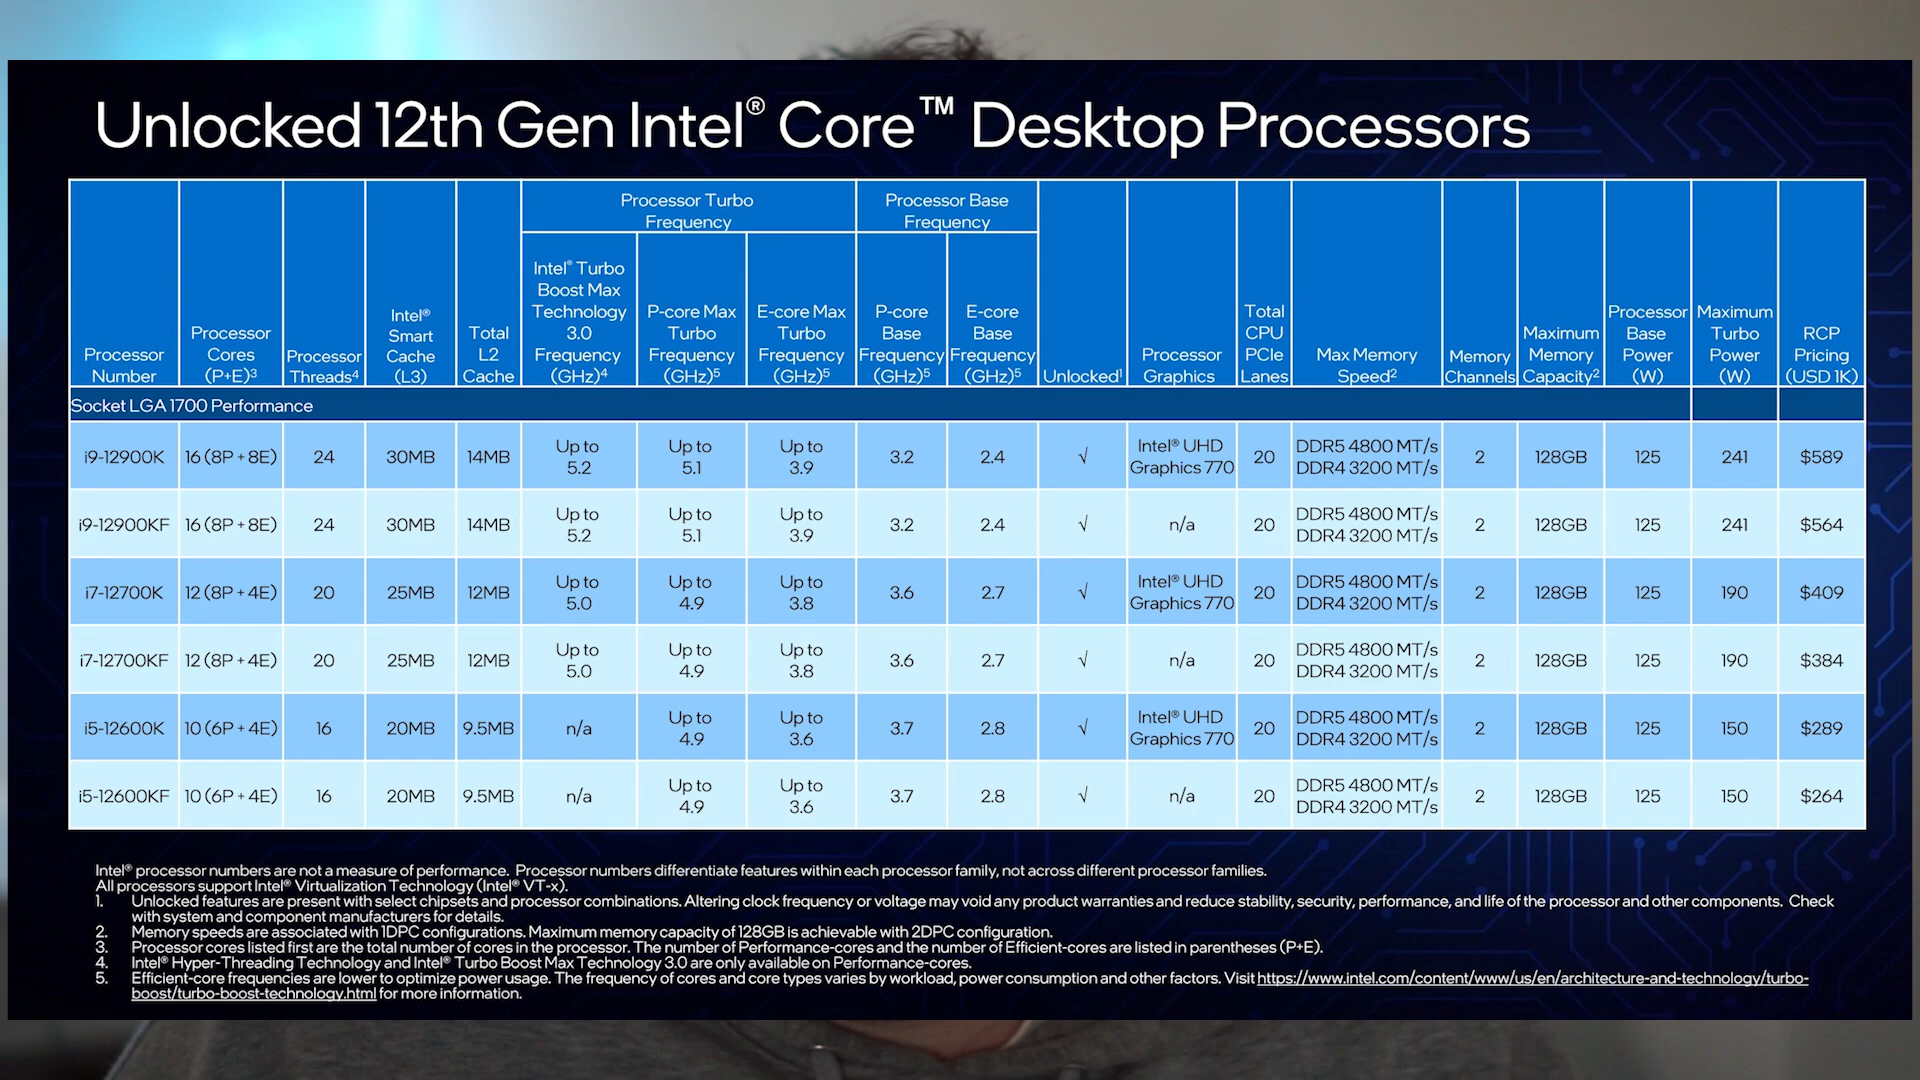 Unlocked 12th Gen Intel® Core™ Desktop Processors
Processor Turbo
Frequency
Processor Base
Frequency
Processor
Number
Processor
Cores
(P+E)³
Processor
Threads⁴
Intel®
Smart
Cache
(L3)
Total
L2
Cache
Intel® Turbo
Boost Max
Technology
3.0
Frequency
(GHz)⁴
P-core Max
Turbo
Frequency
(GHz)⁵
E-core Max
Turbo
Frequency
(GHz)⁵
P-core
Base
Frequency
(GHz)⁵
E-core
Base
Frequency
(GHz)⁵
Unlocked¹
Processor
Graphics
Total
CPU
PCIe
Lanes
Max Memory
Speed²
Memory
Channels
Maximum
Memory
Capacity²
Processor
Base
Power
(W)
Maximum
Turbo
Power
(W)
RCP
Pricing
(USD 1K)
Socket LGA 1700 Performance
i9-12900K 16 (8P + 8E) 24 30MB 14MB Up to 5.2 Up to 5.1 Up to 3.9 3.2 2.4 √ Intel® UHD Graphics 770 20 DDR5 4800 MT/s DDR4 3200 MT/s 2 128GB 125 241 $589
i9-12900KF 16 (8P + 8E) 24 30MB 14MB Up to 5.2 Up to 5.1 Up to 3.9 3.2 2.4 √ n/a 20 DDR5 4800 MT/s DDR4 3200 MT/s 2 128GB 125 241 $564
i7-12700K 12 (8P + 4E) 20 25MB 12MB Up to 5.0 Up to 4.9 Up to 3.8 3.6 2.7 √ Intel® UHD Graphics 770 20 DDR5 4800 MT/s DDR4 3200 MT/s 2 128GB 125 190 $409
i7-12700KF 12 (8P + 4E) 20 25MB 12MB Up to 5.0 Up to 4.9 Up to 3.8 3.6 2.7 √ n/a 20 DDR5 4800 MT/s DDR4 3200 MT/s 2 128GB 125 190 $384
i5-12600K 10 (6P + 4E) 16 20MB 9.5MB n/a Up to 4.9 Up to 3.6 3.7 2.8 √ Intel® UHD Graphics 770 20 DDR5 4800 MT/s DDR4 3200 MT/s 2 128GB 125 150 $289
i5-12600KF 10 (6P + 4E) 16 20MB 9.5MB n/a Up to 4.9 Up to 3.6 3.7 2.8 √ n/a 20 DDR5 4800 MT/s DDR4 3200 MT/s 2 128GB 125 150 $264
Intel® processor numbers are not a measure of performance. Processor numbers differentiate features within each processor family, not across different processor families.
All processors support Intel® Virtualization Technology (Intel® VT-x).
1. Unlocked features are present with select chipsets and processor combinations. Altering clock frequency or voltage may void any product warranties and reduce stability, security, performance, and life of the processor and other components. Check
with system and component manufacturers for details.
2. Memory speeds are associated with 1DPC configurations. Maximum memory capacity of 128GB is achievable with 2DPC configuration.
3. Processor cores listed first are the total number of cores in the processor. The number of Performance-cores and the number of Efficient-cores are listed in parentheses (P+E).
4. Intel® Hyper-Threading Technology and Intel® Turbo Boost Max Technology 3.0 are only available on Performance-cores.
5. Efficient-core frequencies are lower to optimize power usage. The frequency of cores and core types varies by workload, power consumption and other factors. Visit https://www.intel.com/content/www/us/en/architecture-and-technology/turbo-
boost/turbo-boost-technology.html for more information.